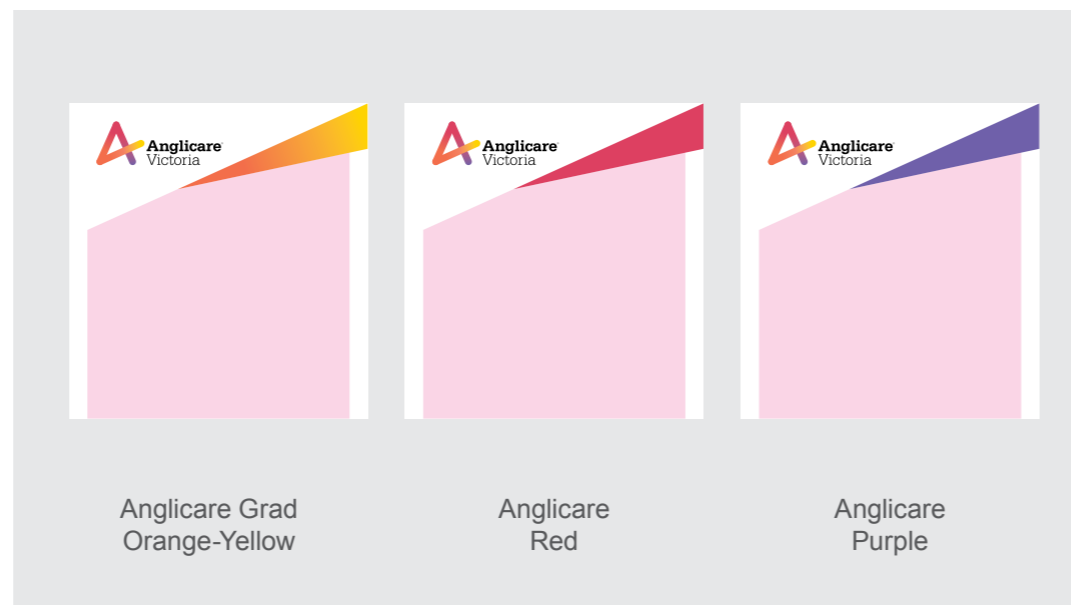 Anglicare
Victoria
Anglicare
Victoria
Anglicare
Victoria
Anglicare Grad
Orange-Yellow
Anglicare
Red
Anglicare
Purple